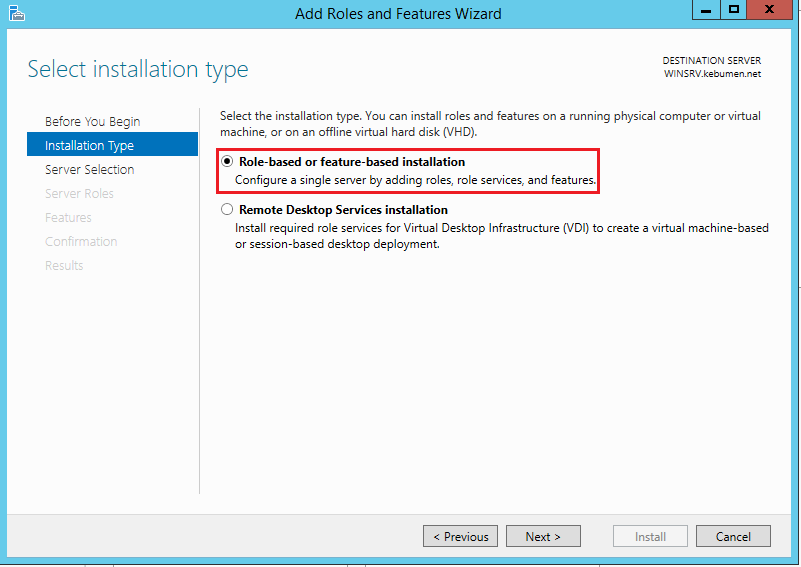 Add Roles and Features Wizard
Select installation type
DESTINATION SERVER
WINSRV.kebumen.net
Before You Begin
Installation Type
Server Selection
Server Roles
Features
Confirmation
Results
Select the installation type. You can install roles and features on a running physical computer or virtual
machine, or on an offline virtual hard disk (VHD).
Role-based or feature-based installation
Configure a single server by adding roles, role services, and features.
Remote Desktop Services installation
Install required role services for Virtual Desktop Infrastructure (VDI) to create a virtual machine-based
or session-based desktop deployment.
< Previous
Next >
Install
Cancel